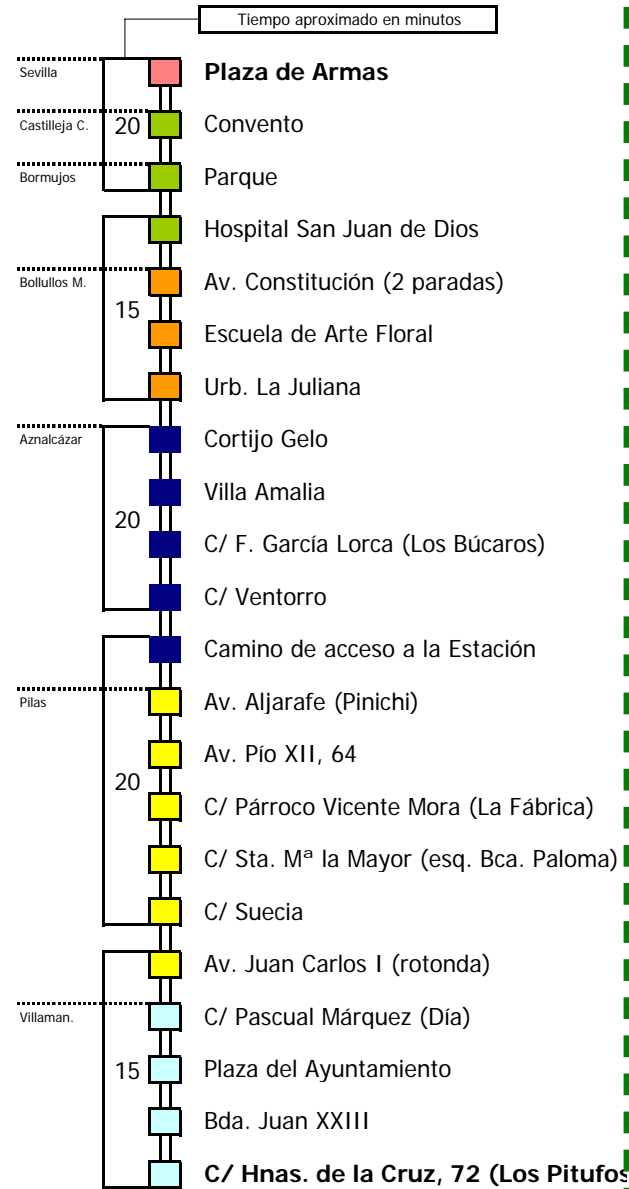 Tiempo aproximado en minutos
Sevilla
Plaza de Armas
Castilleja C.
20
Convento
Bormujos
Parque
Hospital San Juan de Dios
Bollullos M.
Av. Constitución (2 paradas)
15
Escuela de Arte Floral
Urb. La Juliana
Aznalcázar
Cortijo Gelo
Villa Amalia
20
C/ F. García Lorca (Los Búcaros)
C/ Ventorro
Camino de acceso a la Estación
Pilas
Av. Aljarafe (Pinichi)
Av. Pío XII, 64
20
C/ Párroco Vicente Mora (La Fábrica)
C/ Sta. Mª la Mayor (esq. Bca. Paloma)
C/ Suecia
Av. Juan Carlos I (rotonda)
Villaman.
C/ Pascual Márquez (Día)
15
Plaza del Ayuntamiento
Bda. Juan XXIII
C/ Hnas. de la Cruz, 72 (Los Pitufos